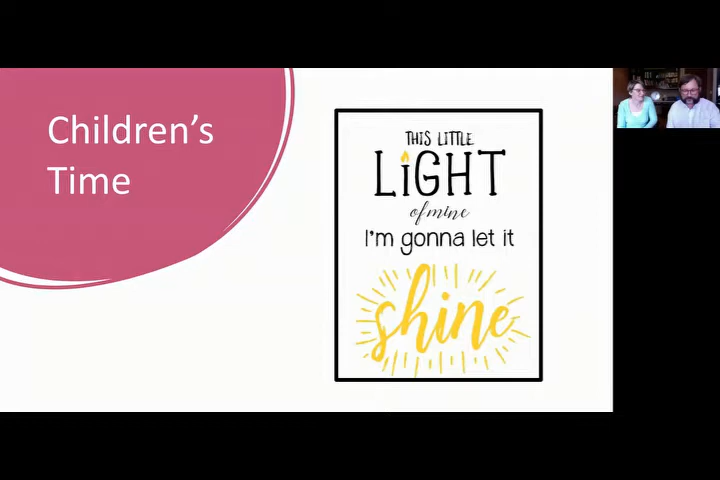 Children’s
Time
THIS LITTLE
LiGHT
of mine
I'm gonna let it
shine